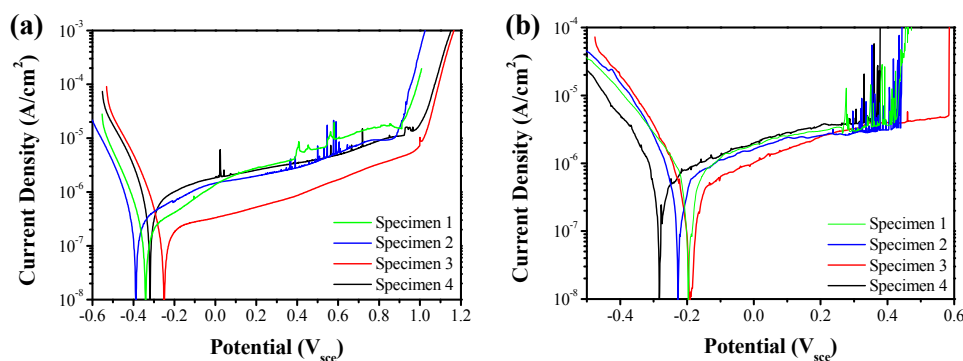 (a)
Current Density (A/cm²)
10⁻³
10⁻⁴
10⁻⁵
10⁻⁶
10⁻⁷
10⁻⁸
Specimen 1
Specimen 2
Specimen 3
Specimen 4
-0.6 -0.4 -0.2 0.0 0.2 0.4 0.6 0.8 1.0 1.2
Potential (Vsce)
(b)
Current Density (A/cm²)
10⁻⁴
10⁻⁵
10⁻⁶
10⁻⁷
10⁻⁸
Specimen 1
Specimen 2
Specimen 3
Specimen 4
-0.4 -0.2 0.0 0.2 0.4 0.6
Potential (Vsce)